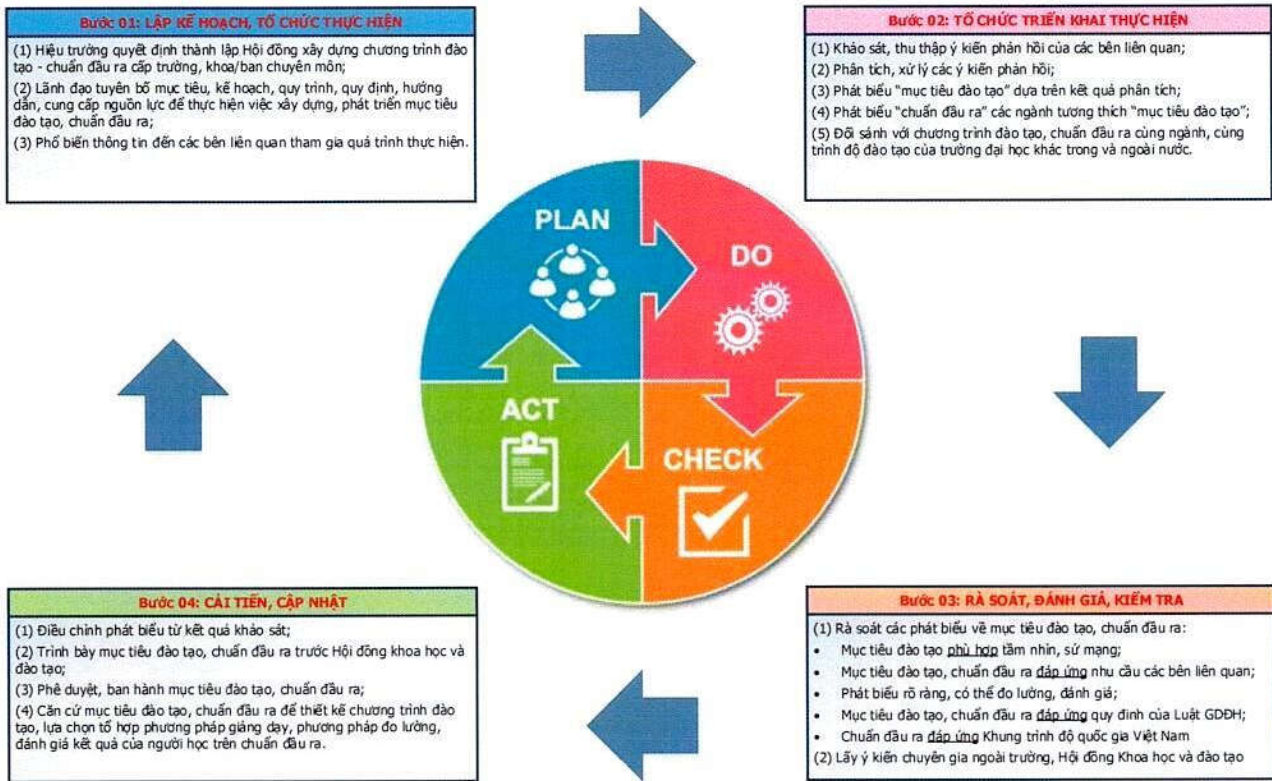 Bước 01: LẬP KẾ HOẠCH, TỔ CHỨC THỰC HIỆN
(1) Hiệu trưởng quyết định thành lập Hội đồng xây dựng chương trình đào
tạo - chuẩn đầu ra cấp trường, khoa/ban chuyên môn;
(2) Lãnh đạo tuyên bố mục tiêu, kế hoạch, quy trình, quy định, hướng
dẫn, cung cấp nguồn lực để thực hiện việc xây dựng, phát triển mục tiêu
đào tạo, chuẩn đầu ra;
(3) Phổ biến thông tin đến các bên liên quan tham gia quá trình thực hiện.
Bước 02: TỔ CHỨC TRIỂN KHAI THỰC HIỆN
(1) Khảo sát, thu thập ý kiến phản hồi của các bên liên quan;
(2) Phân tích, xử lý các ý kiến phản hồi;
(3) Phát biểu “mục tiêu đào tạo” dựa trên kết quả phân tích;
(4) Phát biểu “chuẩn đầu ra” các ngành tương thích “mục tiêu đào tạo”;
(5) Đối sánh với chương trình đào tạo, chuẩn đầu ra cùng ngành, cùng
trình độ đào tạo của trường đại học khác trong và ngoài nước.
PLAN
DO
ACT
CHECK
Bước 04: CẢI TIẾN, CẬP NHẬT
(1) Điều chỉnh phát biểu từ kết quả khảo sát;
(2) Trình bày mục tiêu đào tạo, chuẩn đầu ra trước Hội đồng khoa học và
đào tạo;
(3) Phê duyệt, ban hành mục tiêu đào tạo, chuẩn đầu ra;
(4) Căn cứ mục tiêu đào tạo, chuẩn đầu ra để thiết kế chương trình đào
tạo, lựa chọn tổ hợp phương pháp giảng dạy, phương pháp đo lường,
đánh giá kết quả của người học trên chuẩn đầu ra.
Bước 03: RÀ SOÁT, ĐÁNH GIÁ, KIỂM TRA
(1) Rà soát các phát biểu về mục tiêu đào tạo, chuẩn đầu ra:
• Mục tiêu đào tạo phù hợp tầm nhìn, sứ mạng;
• Mục tiêu đào tạo, chuẩn đầu ra đáp ứng nhu cầu các bên liên quan;
• Phát biểu rõ ràng, có thể đo lường, đánh giá;
• Mục tiêu đào tạo, chuẩn đầu ra đáp ứng quy định của Luật GDĐH;
• Chuẩn đầu ra đáp ứng Khung trình độ quốc gia Việt Nam
(2) Lấy ý kiến chuyên gia ngoài trường, Hội đồng Khoa học và đào tạo